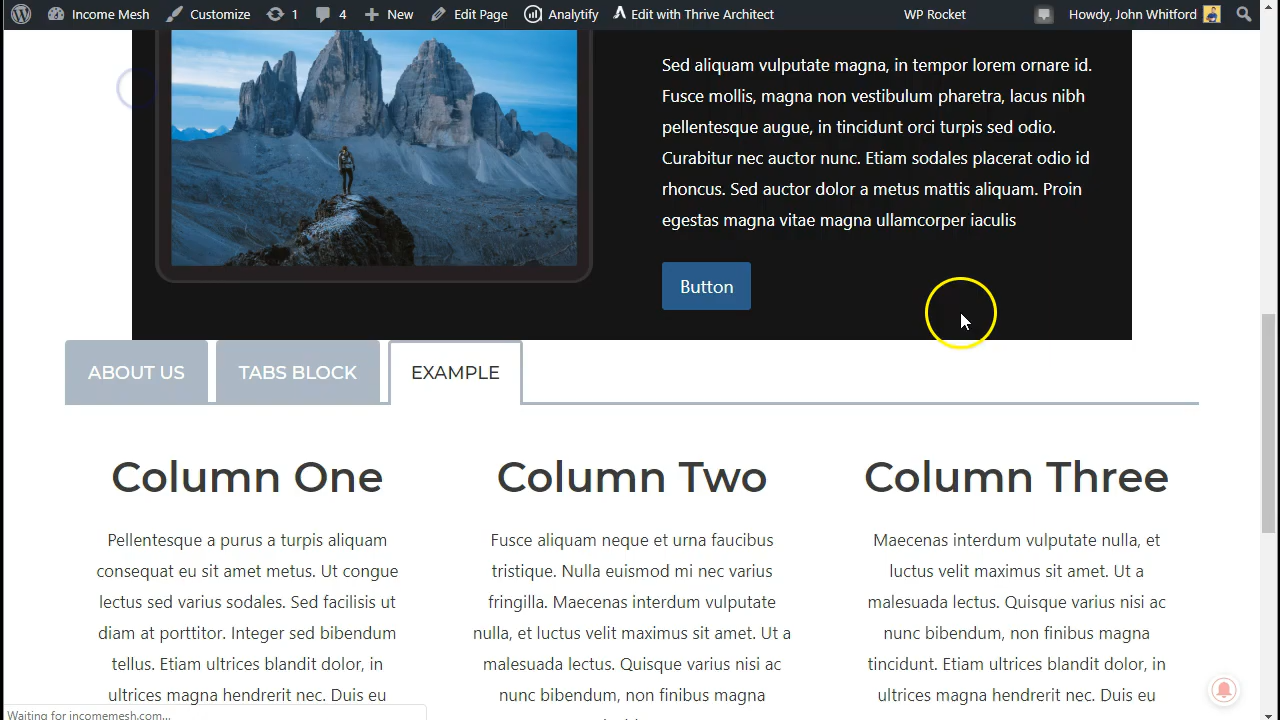 Income Mesh Customize 1 4 New Edit Page Analytify Edit with Thrive Architect WP Rocket Howdy, John Whitford
Sed aliquam vulputate magna, in tempor lorem ornare id.
Fusce mollis, magna non vestibulum pharetra, lacus nibh
pellentesque augue, in tincidunt orci turpis sed odio.
Curabitur nec auctor nunc. Etiam sodales placerat odio id
rhoncus. Sed auctor dolor a metus mattis aliquam. Proin
egestas magna vitae magna ullamcorper iaculis
Button
ABOUT US TABS BLOCK EXAMPLE
Column One
Pellentesque a purus a turpis aliquam
consequat eu sit amet metus. Ut congue
lectus sed varius sodales. Sed facilisis ut
diam at porttitor. Integer sed bibendum
tellus. Etiam ultrices blandit dolor, in
ultrices magna hendrerit nec. Duis eu
Column Two
Fusce aliquam neque et urna faucibus
tristique. Nulla euismod mi nec varius
fringilla. Maecenas interdum vulputate
nulla, et luctus velit maximus sit amet. Ut a
malesuada lectus. Quisque varius nisi ac
nunc bibendum, non finibus magna
Column Three
Maecenas interdum vulputate nulla, et
luctus velit maximus sit amet. Ut a
malesuada lectus. Quisque varius nisi ac
nunc bibendum, non finibus magna
tincidunt. Etiam ultrices blandit dolor, in
ultrices magna hendrerit nec. Duis eu
Waiting for incomemesh.com...